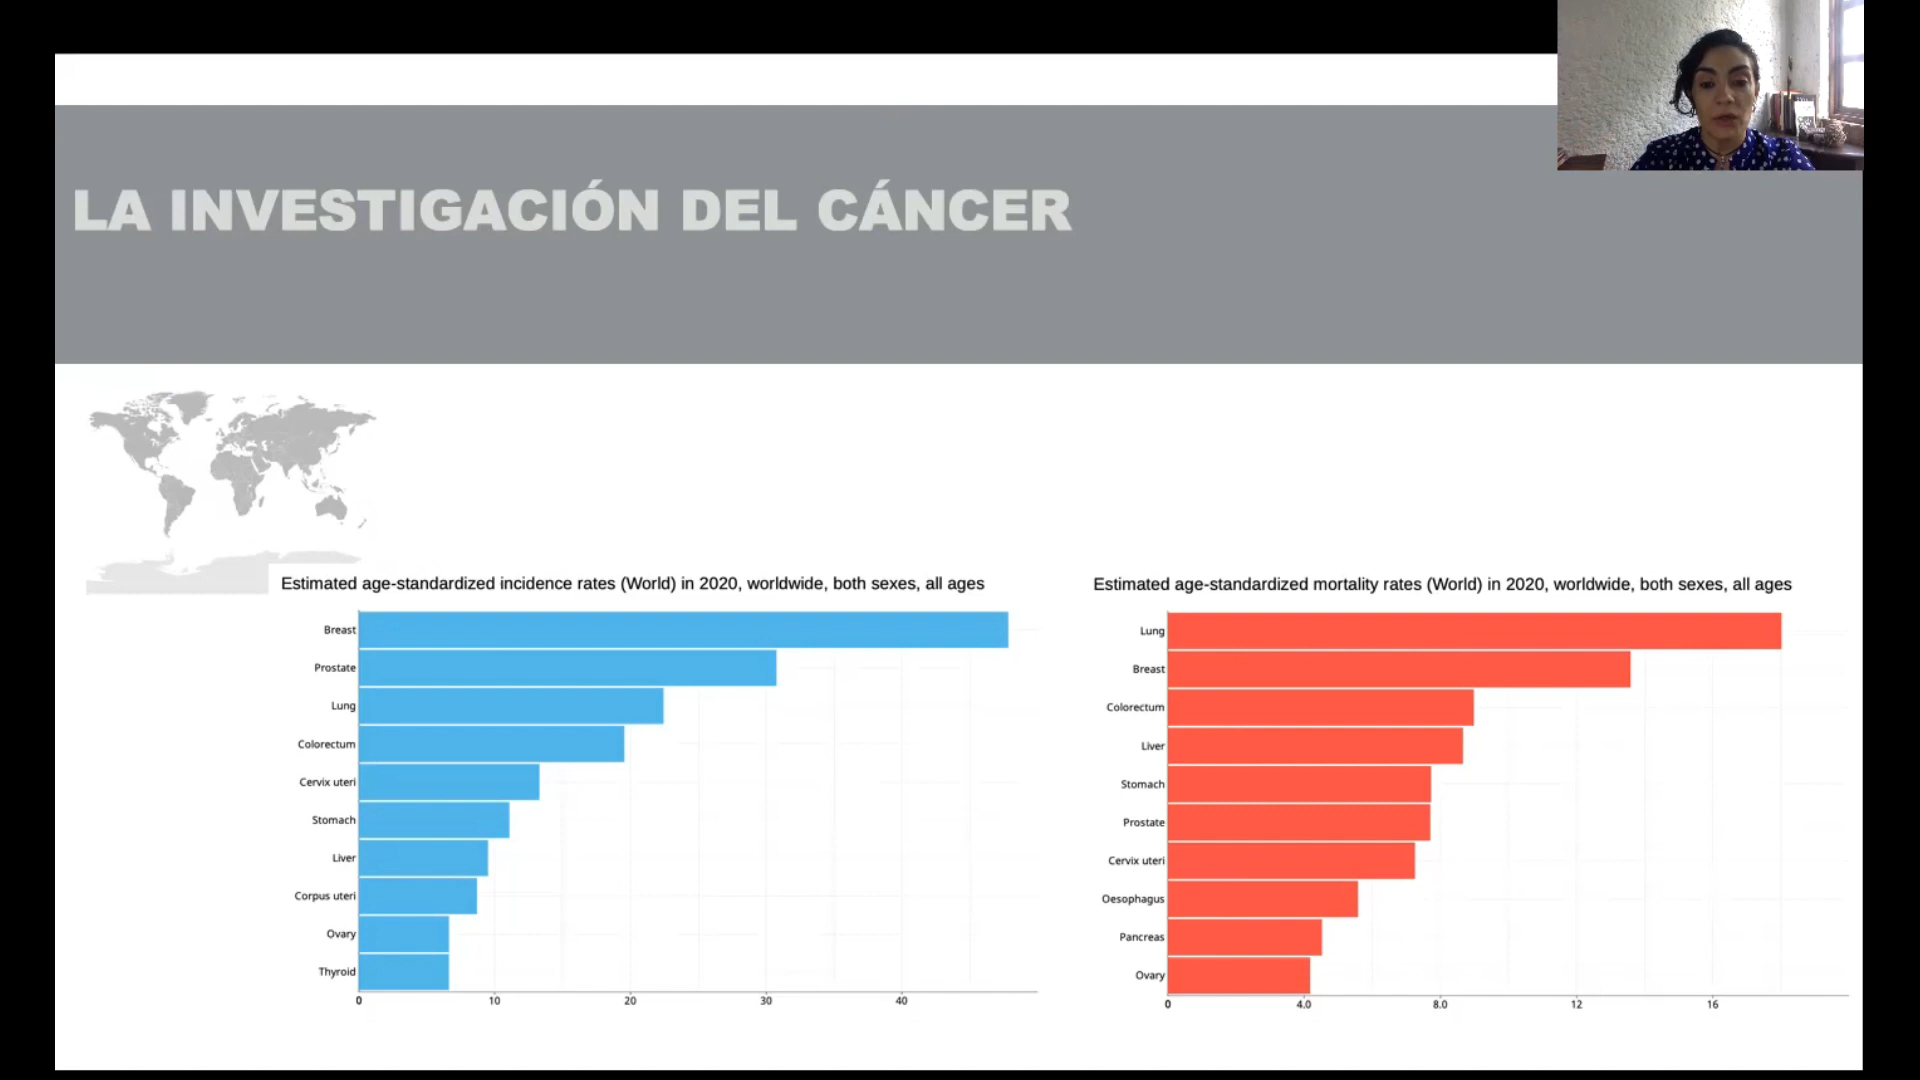 LA INVESTIGACIÓN DEL CÁNCER
Estimated age-standardized incidence rates (World) in 2020, worldwide, both sexes, all ages
Breast
Prostate
Lung
Colorectum
Cervix uteri
Stomach
Liver
Corpus uteri
Ovary
Thyroid
0 10 20 30 40
Estimated age-standardized mortality rates (World) in 2020, worldwide, both sexes, all ages
Lung
Breast
Colorectum
Liver
Stomach
Prostate
Cervix uteri
Oesophagus
Pancreas
Ovary
0 4.0 8.0 12 16